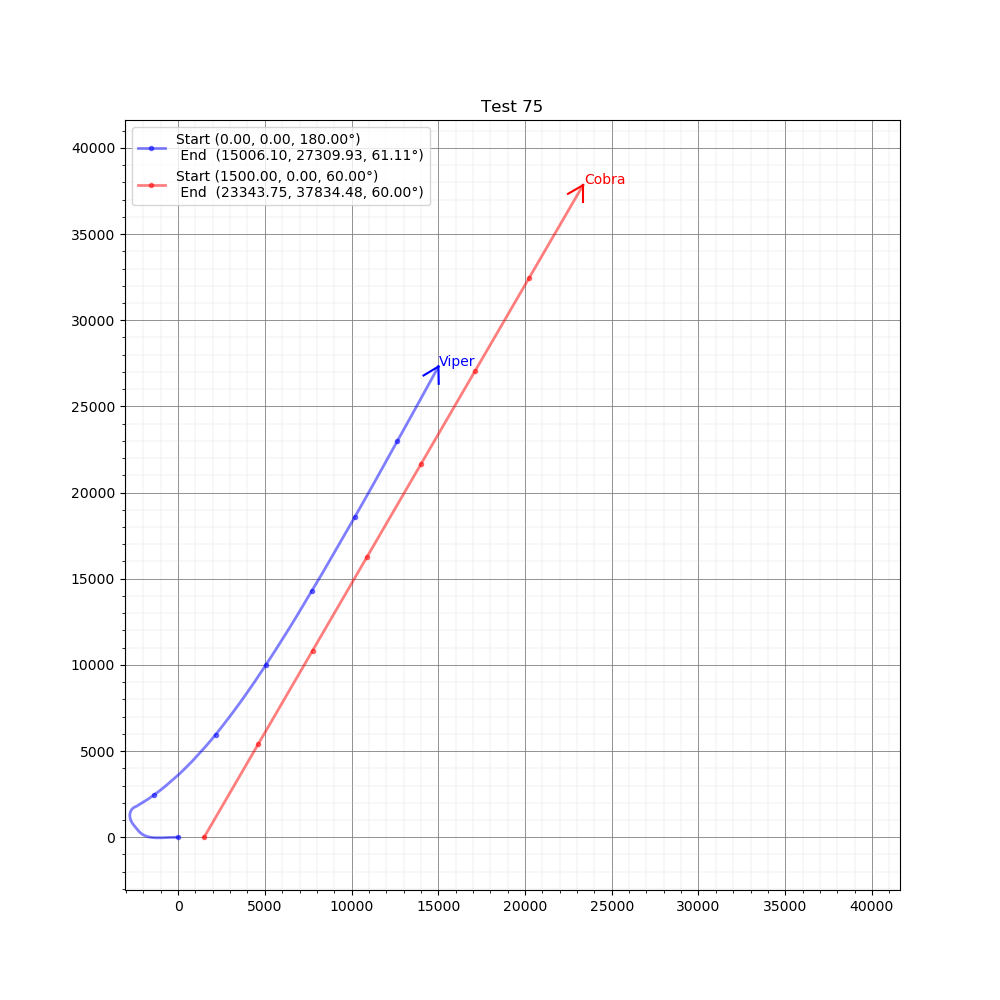 Test 75
Start (0.00, 0.00, 180.00°)
End (15006.10, 27309.93, 61.11°)
Start (1500.00, 0.00, 60.00°)
End (23343.75, 37834.48, 60.00°)
Cobra
Viper
40000
35000
30000
25000
20000
15000
10000
5000
0
0 5000 10000 15000 20000 25000 30000 35000 40000